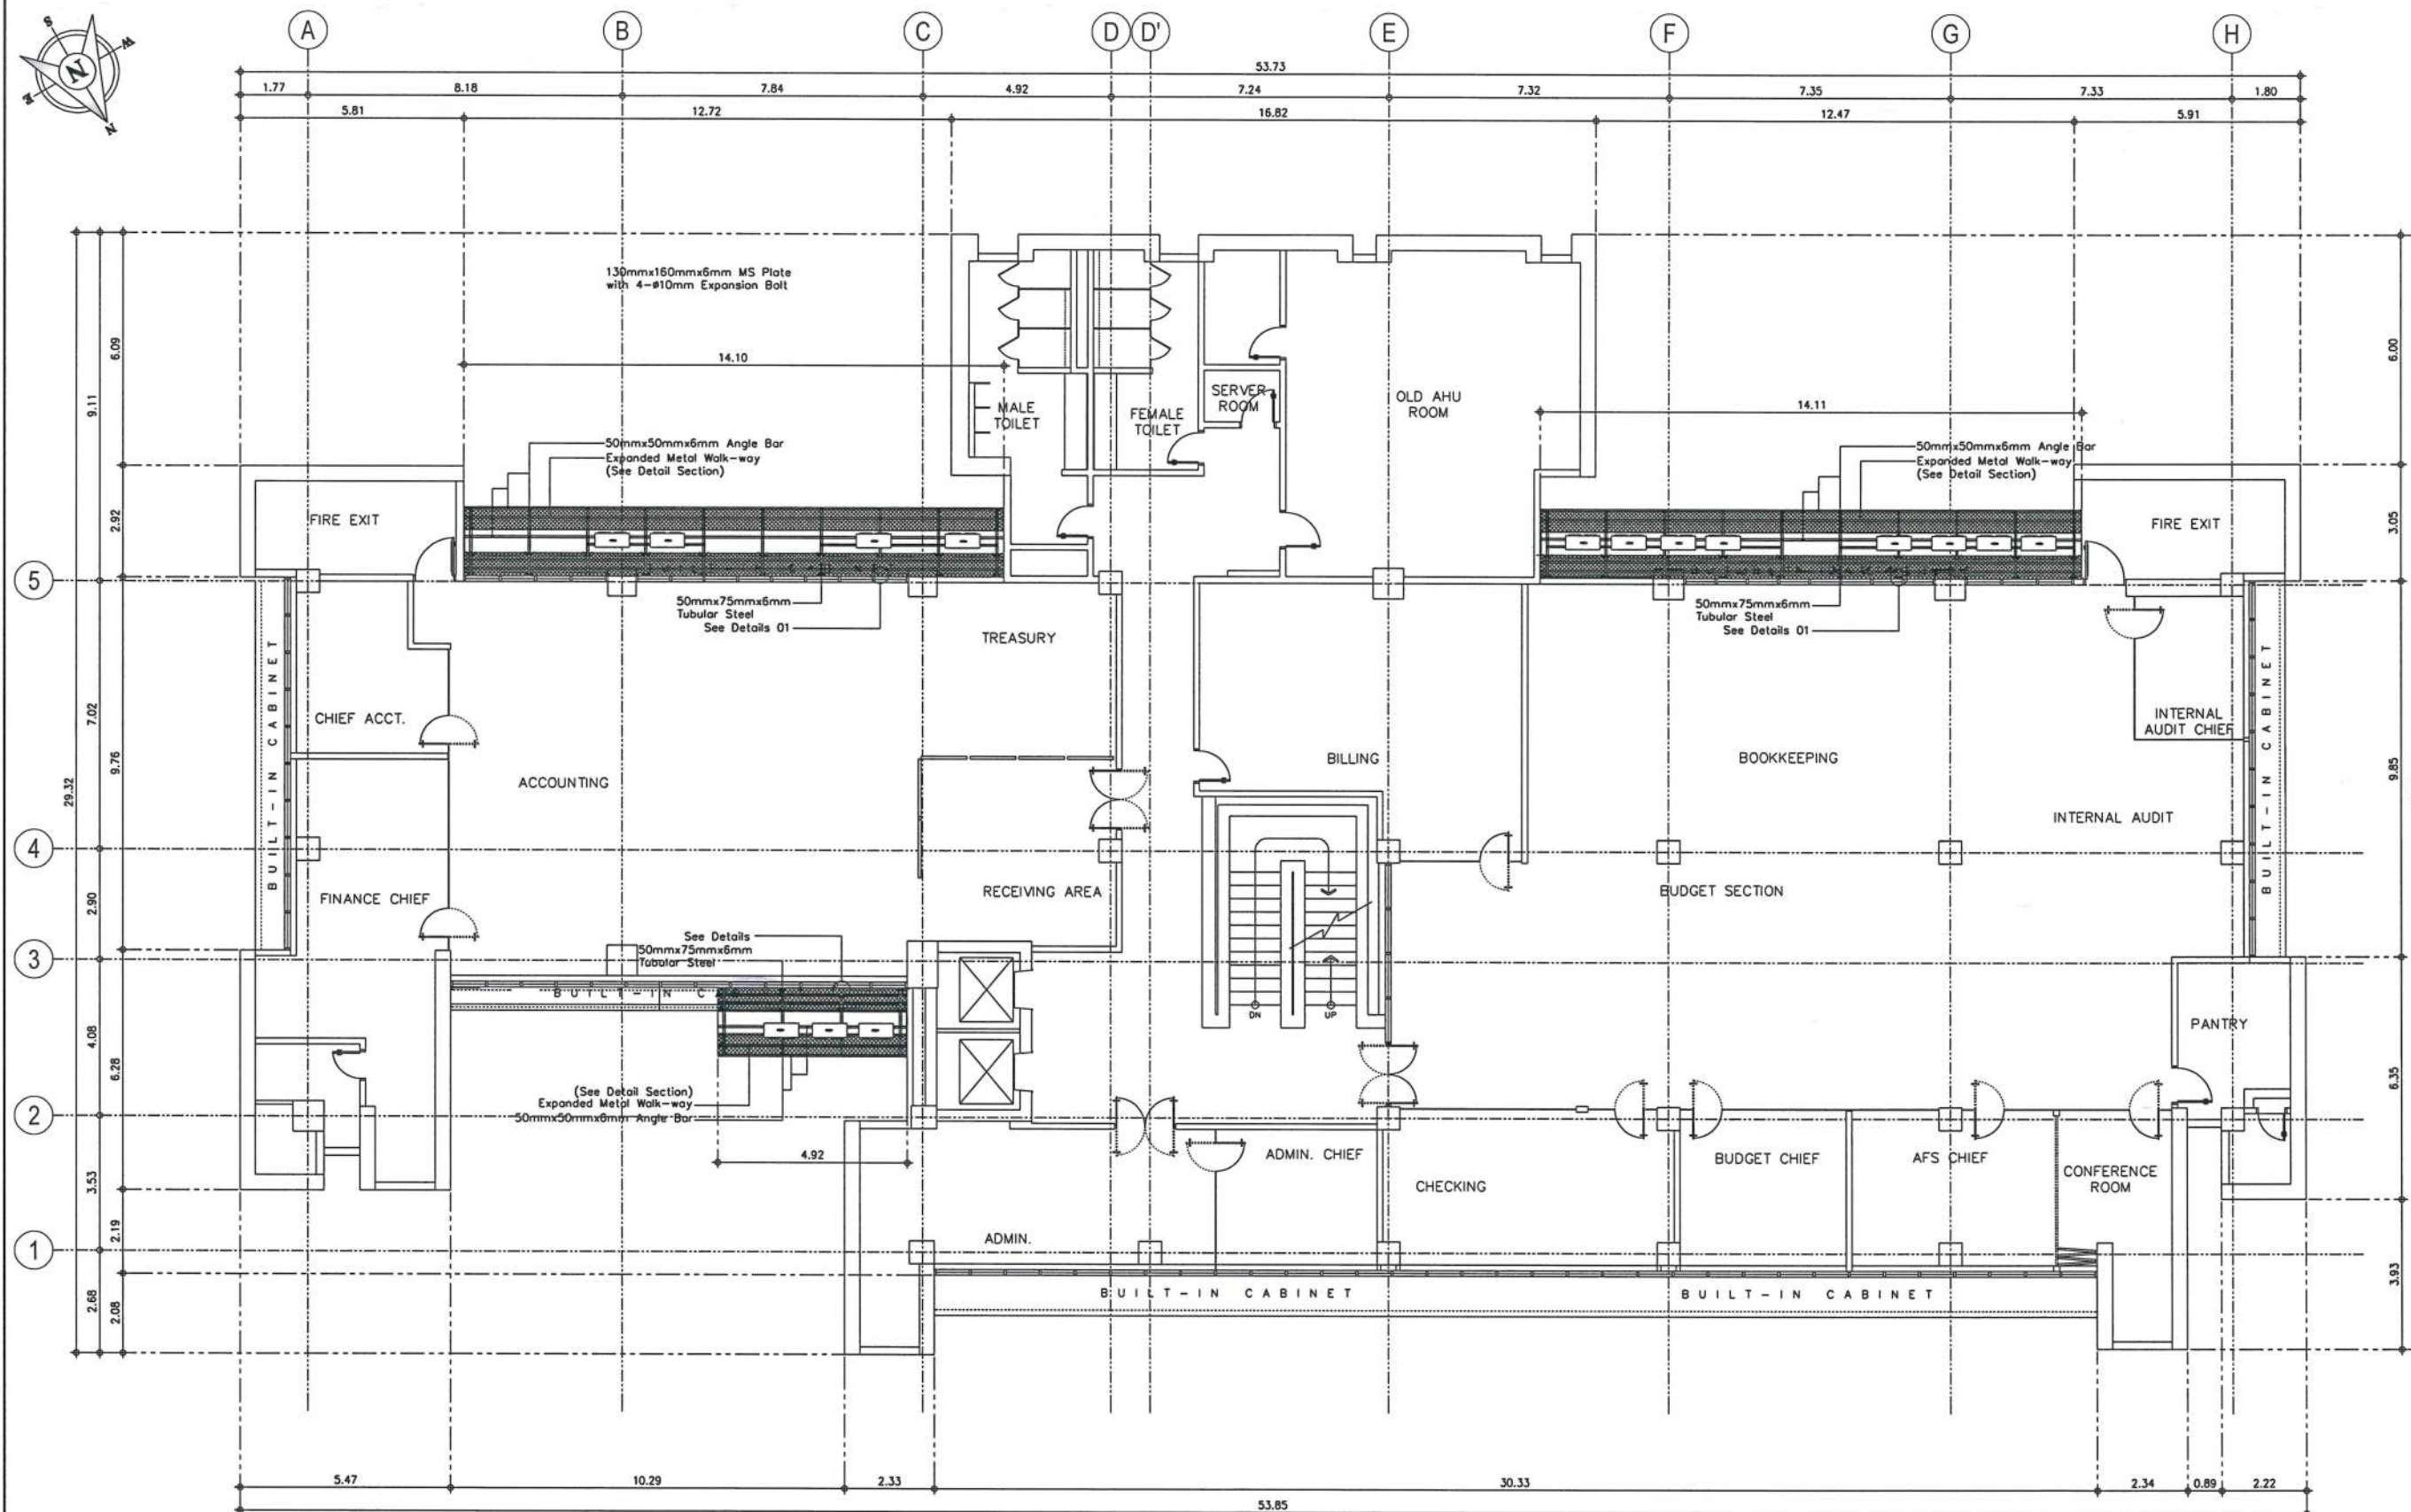 S
W
N
E
N
A
B
C
D
D'
E
F
G
H
53.73
1.77
8.18
7.84
4.92
7.24
7.32
7.35
7.33
1.80
5.81
12.72
16.82
12.47
5.91
130mmx160mmx6mm MS Plate
with 4-ø10mm Expansion Bolt
14.10
MALE
TOILET
FEMALE
TOILET
SERVER
ROOM
OLD AHU
ROOM
14.11
50mmx50mmx6mm Angle Bar
Expanded Metal Walk-way
(See Detail Section)
50mmx50mmx6mm Angle Bar
Expanded Metal Walk-way
(See Detail Section)
FIRE EXIT
FIRE EXIT
5
50mmx75mmx6mm
Tubular Steel
See Details 01
50mmx75mmx6mm
Tubular Steel
See Details 01
TREASURY
BUILT-IN CABINET
CHIEF ACCT.
ACCOUNTING
BILLING
BOOKKEEPING
INTERNAL
AUDIT CHIEF
BUILT-IN CABINET
INTERNAL AUDIT
4
FINANCE CHIEF
RECEIVING AREA
BUDGET SECTION
3
See Details
50mmx75mmx6mm
Tubular Steel
BUILT-IN C
DN
UP
PANTRY
(See Detail Section)
Expanded Metal Walk-way
50mmx50mmx6mm Angle Bar
2
4.92
ADMIN. CHIEF
CHECKING
BUDGET CHIEF
AFS CHIEF
CONFERENCE
ROOM
1
ADMIN.
BUILT-IN CABINET
BUILT-IN CABINET
29.32
9.11
7.02
2.90
4.08
3.53
2.68
6.09
2.92
9.76
6.28
2.19
2.08
6.00
3.05
9.85
6.35
3.93
5.47
10.29
2.33
30.33
2.34
0.89
2.22
53.85